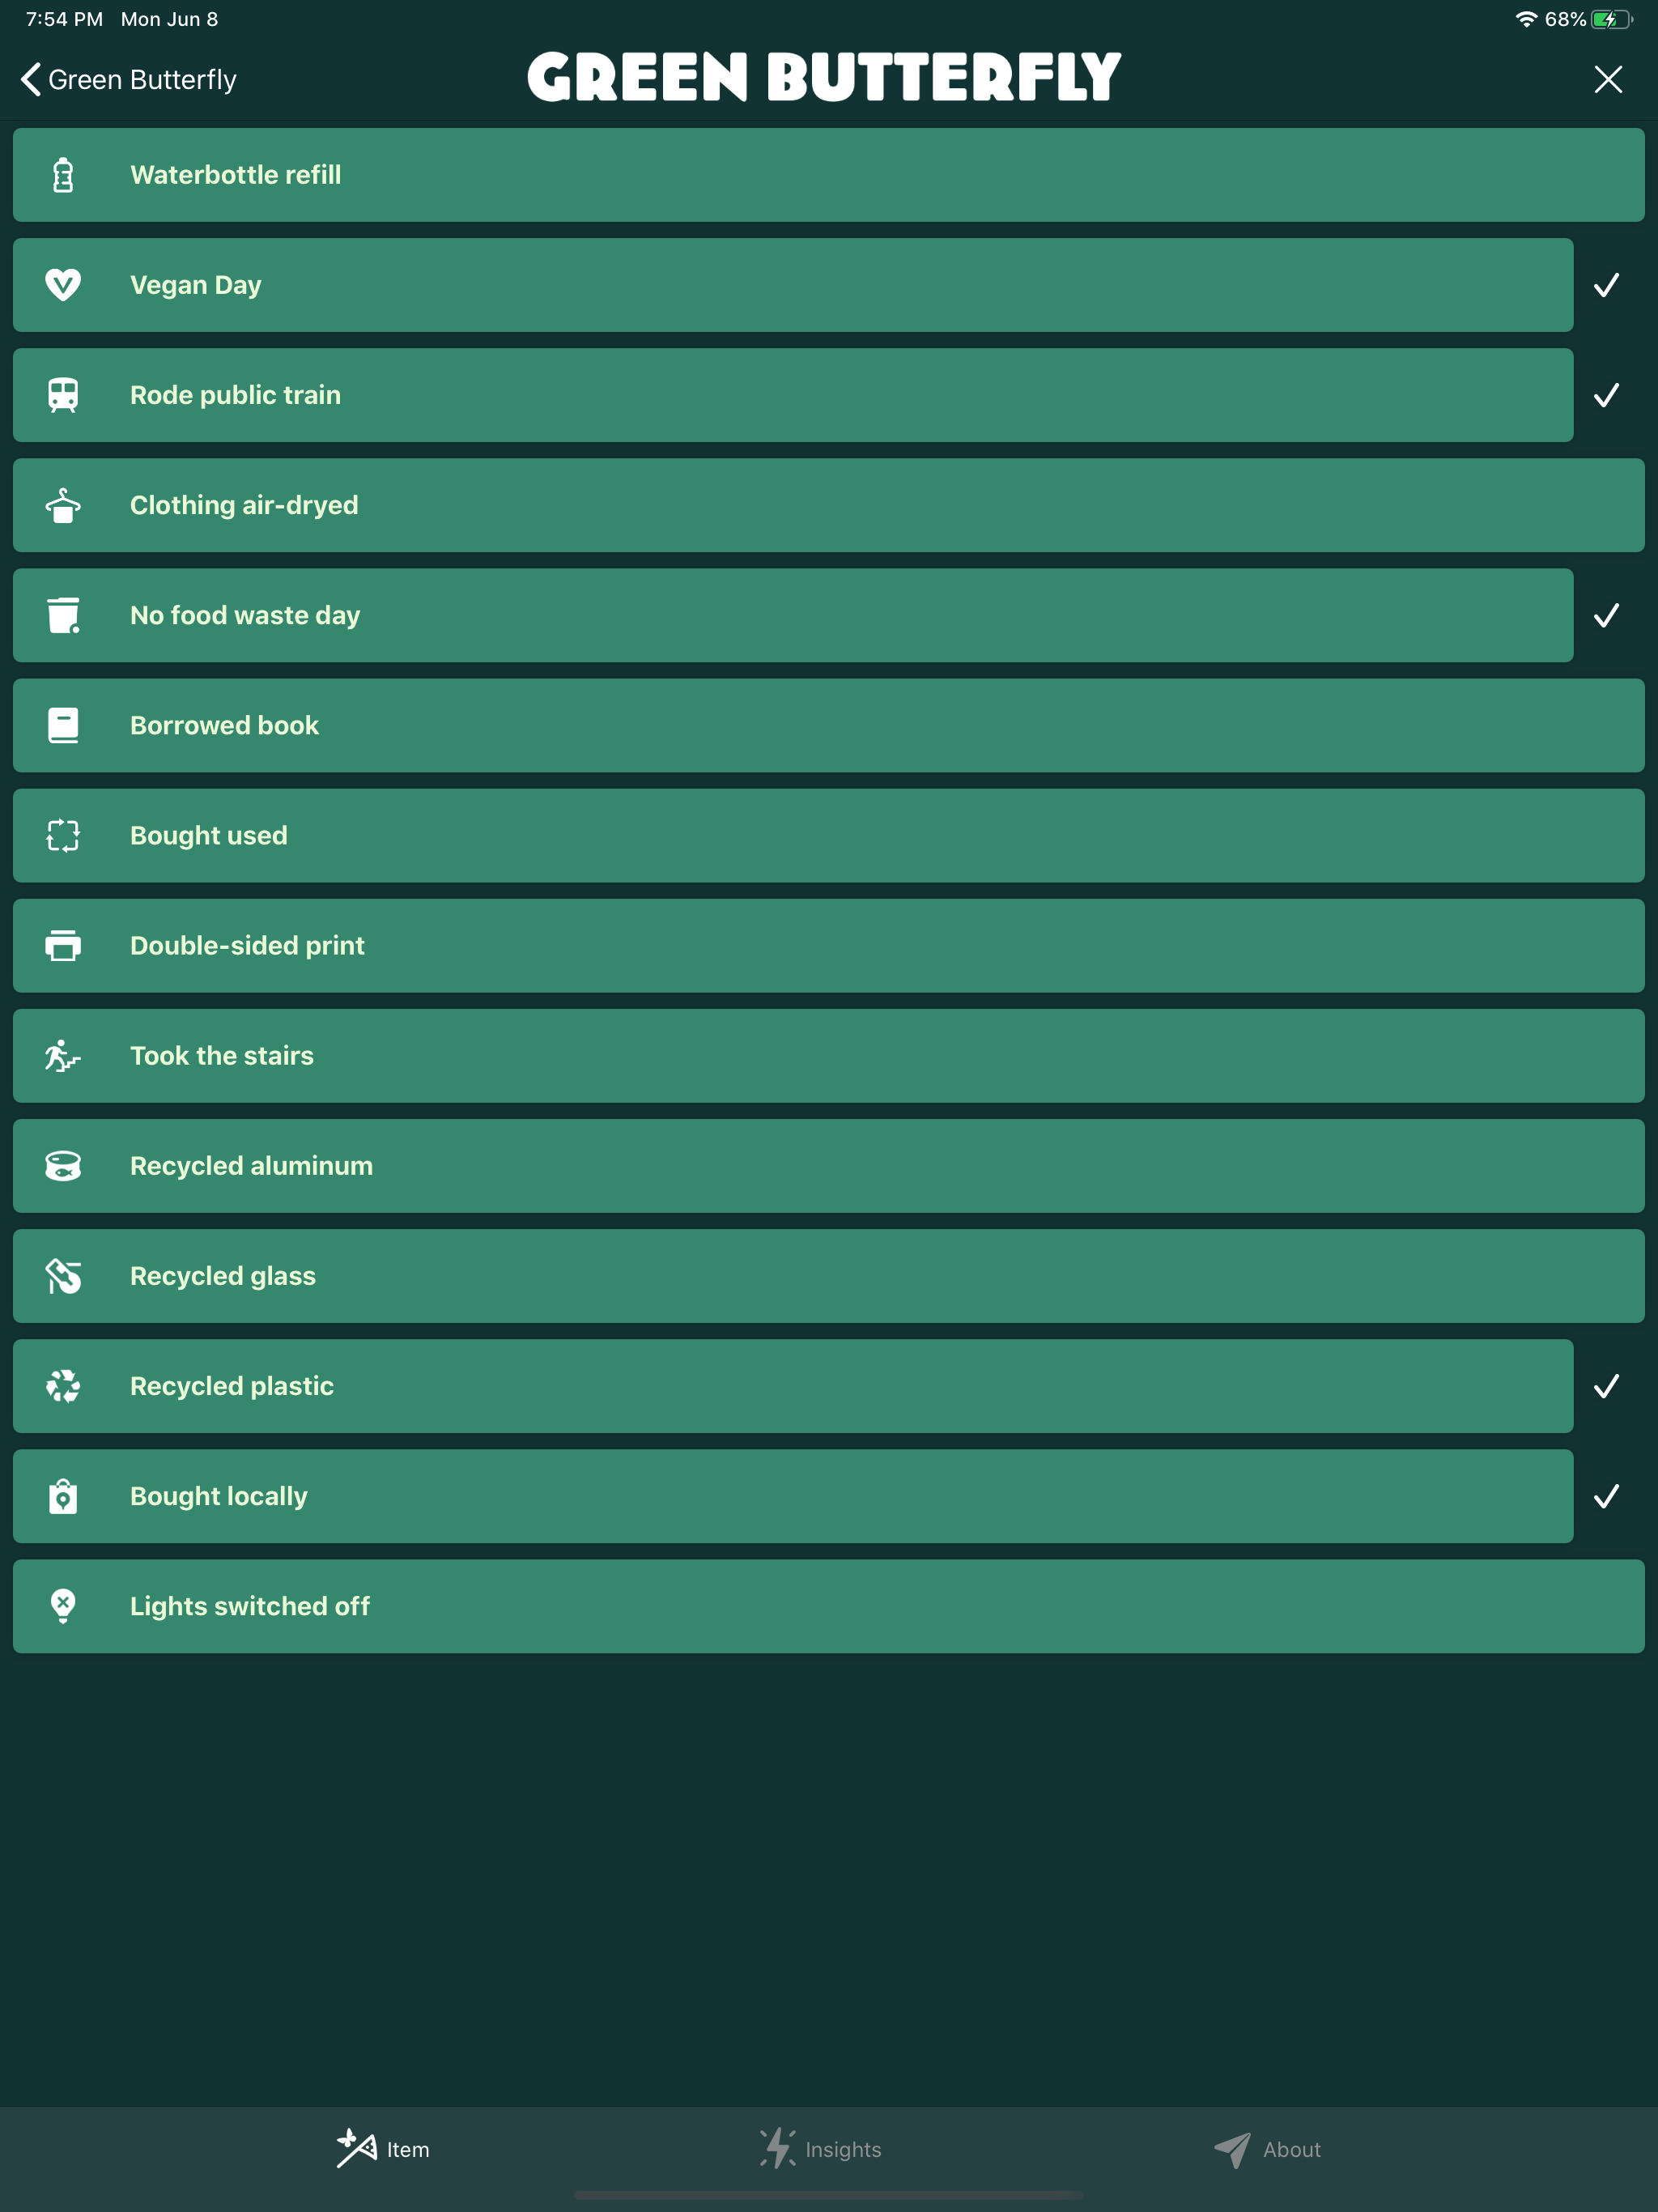 7:54 PM Mon Jun 8 68%
Green Butterfly GREEN BUTTERFLY
Waterbottle refill
Vegan Day
Rode public train
Clothing air-dryed
No food waste day
Borrowed book
Bought used
Double-sided print
Took the stairs
Recycled aluminum
Recycled glass
Recycled plastic
Bought locally
Lights switched off
Item Insights About